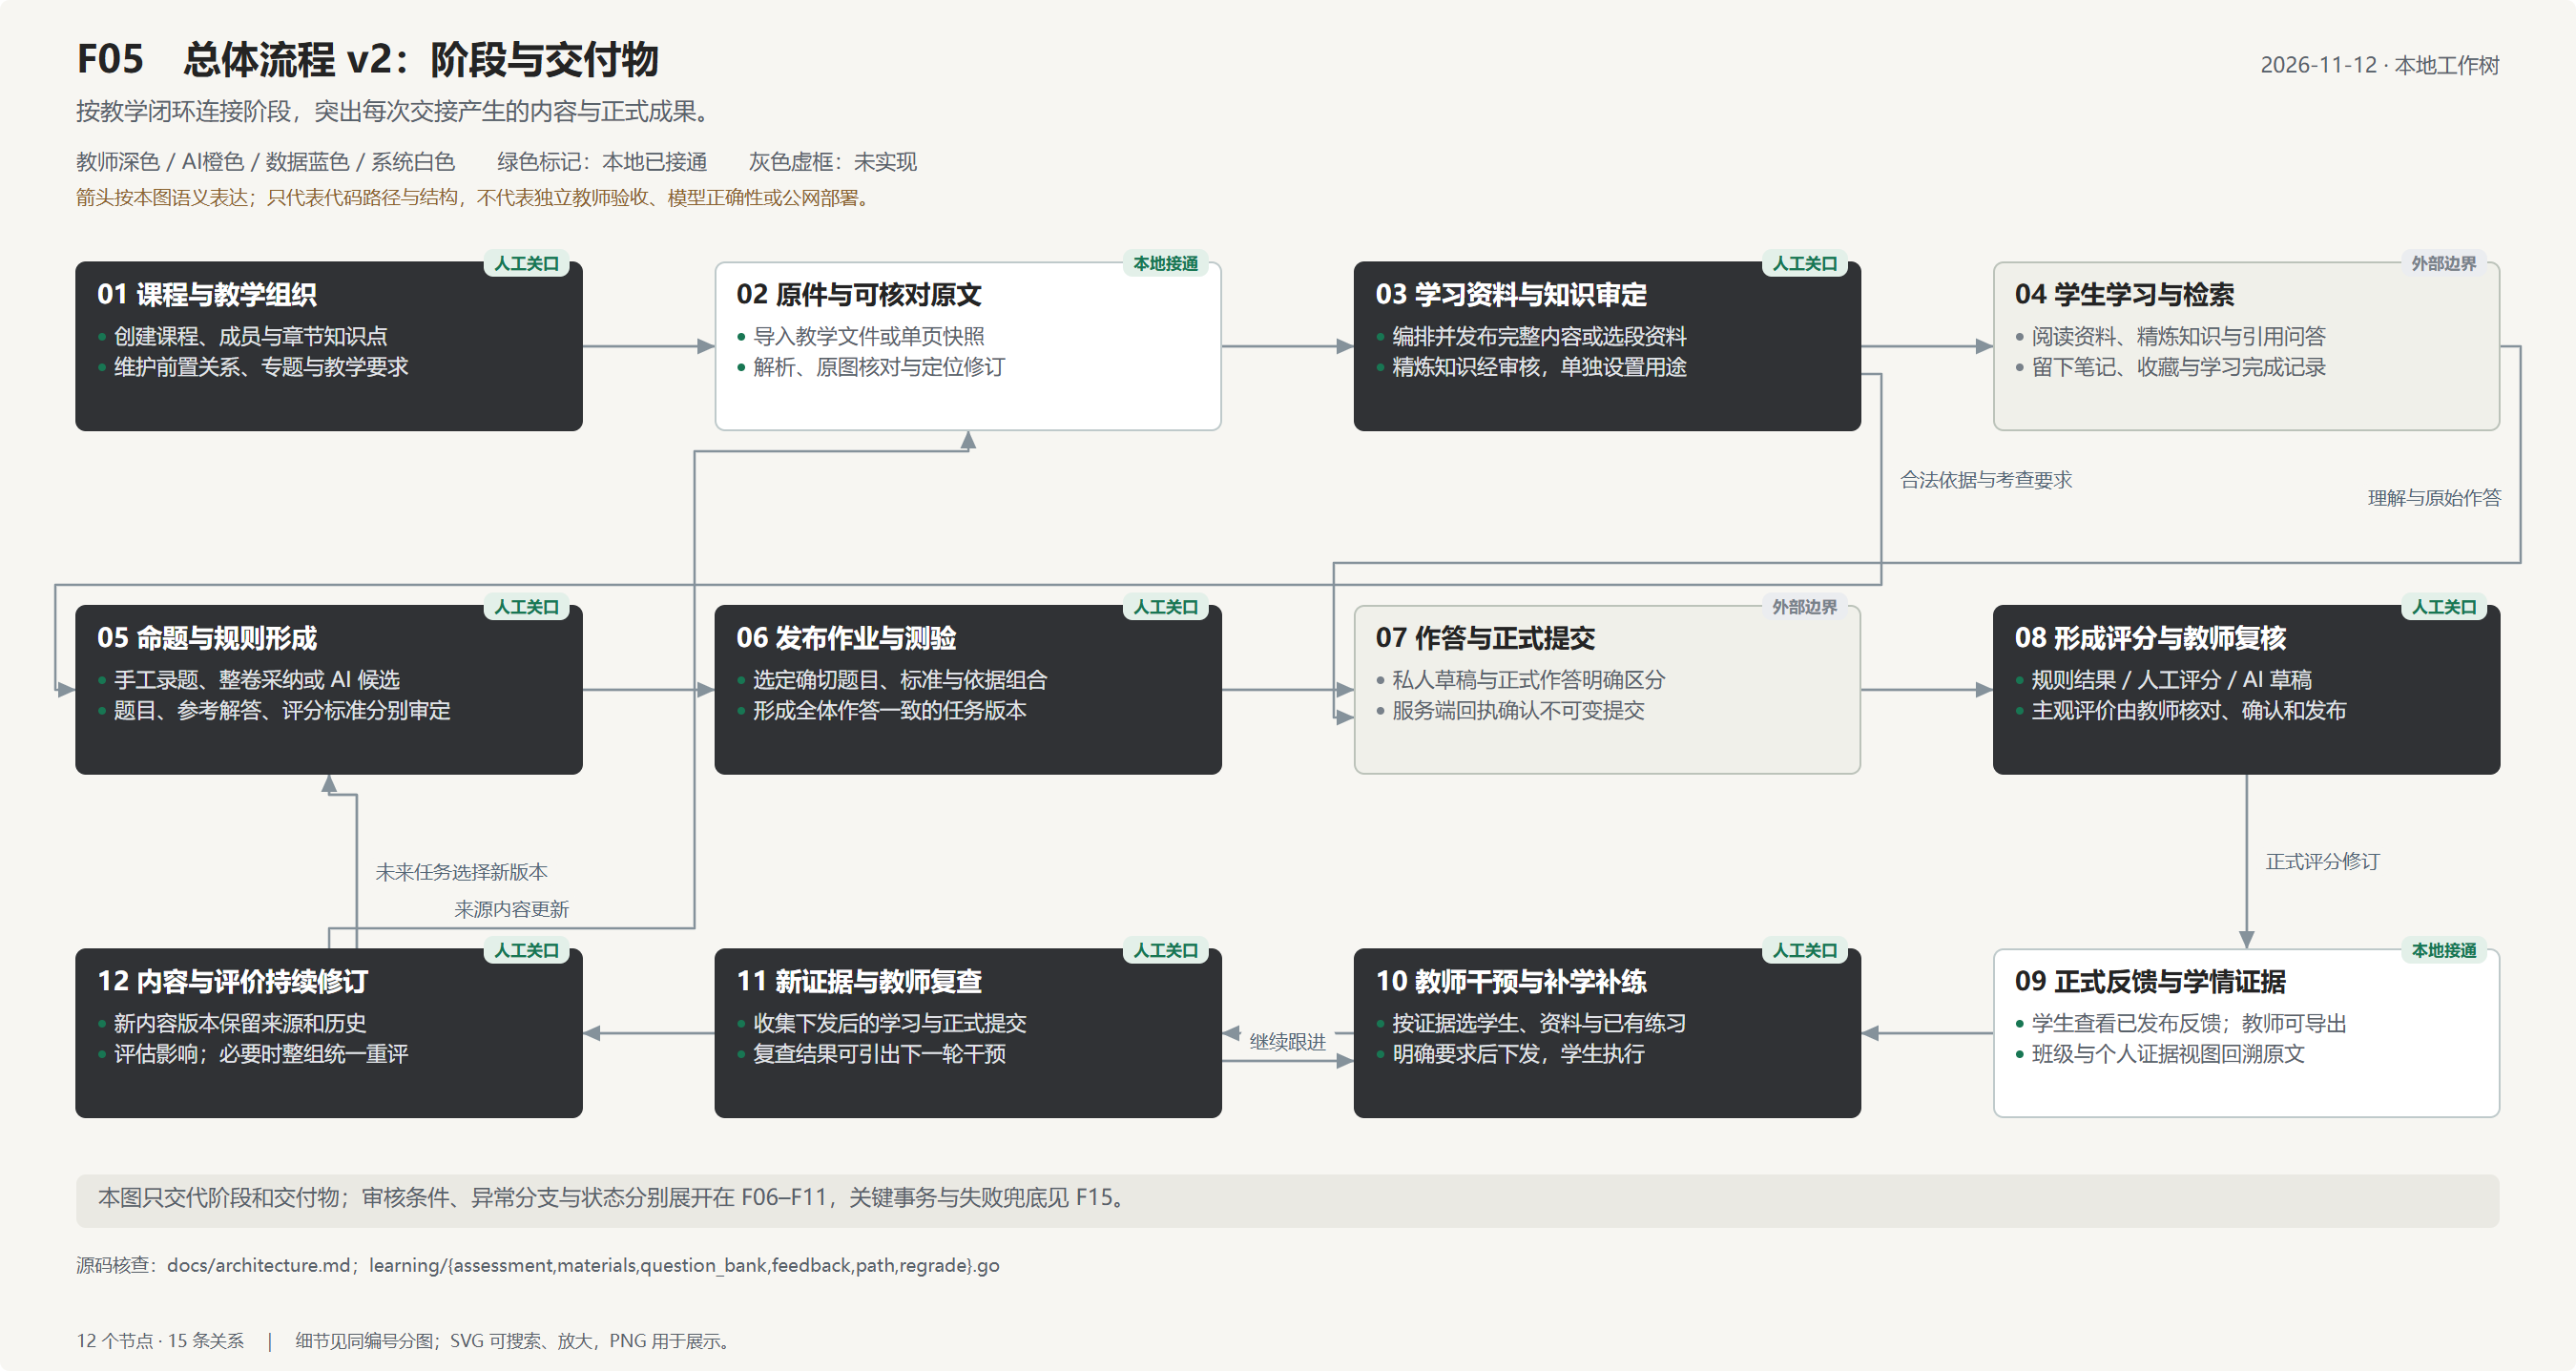 F05 总体流程 v2：阶段与交付物
2026-11-12 · 本地工作树
按教学闭环连接阶段，突出每次交接产生的内容与正式成果。
教师深色 / AI橙色 / 数据蓝色 / 系统白色 绿色标记：本地已接通 灰色虚框：未实现
箭头按本图语义表达；只代表代码路径与结构，不代表独立教师验收、模型正确性或公网部署。
人工关口
01 课程与教学组织
创建课程、成员与章节知识点
维护前置关系、专题与教学要求
本地接通
02 原件与可核对原文
导入教学文件或单页快照
解析、原图核对与定位修订
人工关口
03 学习资料与知识审定
编排并发布完整内容或选段资料
精炼知识经审核，单独设置用途
外部边界
04 学生学习与检索
阅读资料、精炼知识与引用问答
留下笔记、收藏与学习完成记录
合法依据与考查要求
理解与原始作答
人工关口
05 命题与规则形成
手工录题、整卷采纳或 AI 候选
题目、参考解答、评分标准分别审定
人工关口
06 发布作业与测验
选定确切题目、标准与依据组合
形成全体作答一致的任务版本
外部边界
07 作答与正式提交
私人草稿与正式作答明确区分
服务端回执确认不可变提交
人工关口
08 形成评分与教师复核
规则结果 / 人工评分 / AI 草稿
主观评价由教师核对、确认和发布
未来任务选择新版本
来源内容更新
正式评分修订
人工关口
12 内容与评价持续修订
新内容版本保留来源和历史
评估影响；必要时整组统一重评
人工关口
11 新证据与教师复查
收集下发后的学习与正式提交
复查结果可引出下一轮干预
继续跟进
人工关口
10 教师干预与补学补练
按证据选学生、资料与已有练习
明确要求后下发，学生执行
本地接通
09 正式反馈与学情证据
学生查看已发布反馈；教师可导出
班级与个人证据视图回溯原文
本图只交代阶段和交付物；审核条件、异常分支与状态分别展开在 F06–F11，关键事务与失败兜底见 F15。
源码核查：docs/architecture.md；learning/{assessment,materials,question_bank,feedback,path,regrade}.go
12 个节点 · 15 条关系 | 细节见同编号分图；SVG 可搜索、放大，PNG 用于展示。